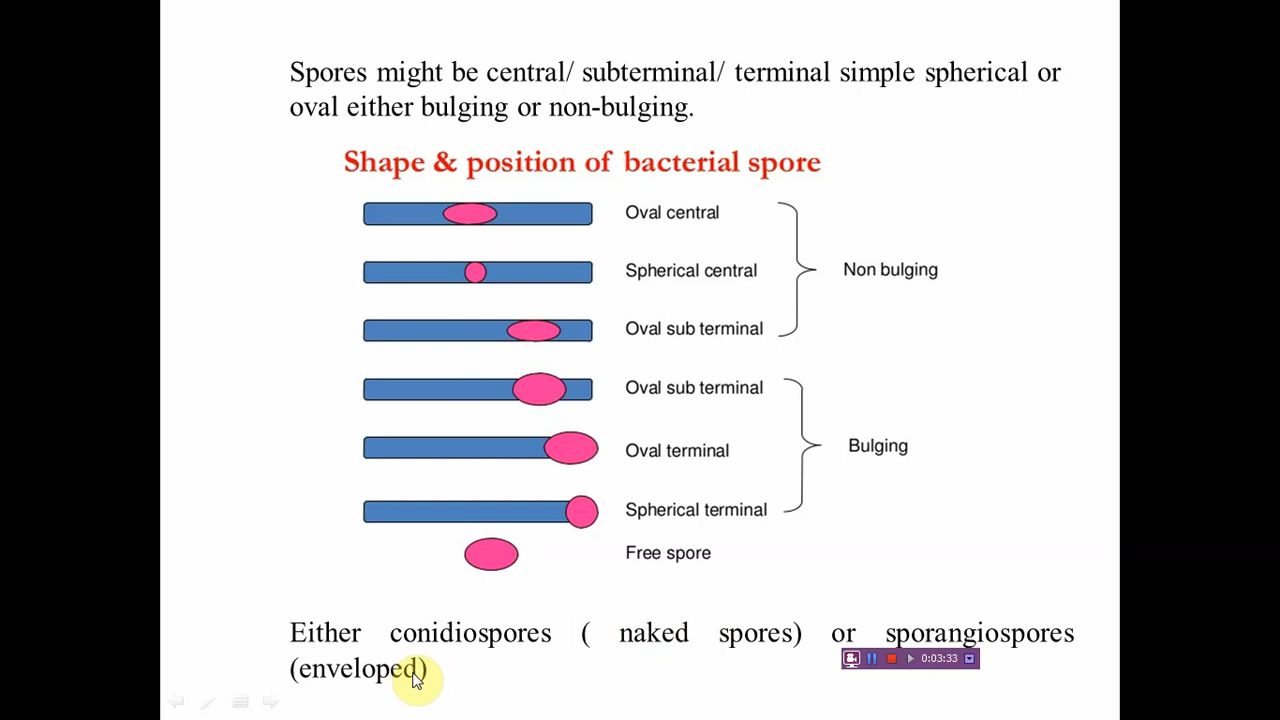 Spores might be central/ subterminal/ terminal simple spherical or
oval either bulging or non-bulging.
Shape & position of bacterial spore
Oval central
Spherical central
Non bulging
Oval sub terminal
Oval sub terminal
Oval terminal
Bulging
Spherical terminal
Free spore
Either conidiospores ( naked spores) or sporangiospores
(enveloped)
0:03:33